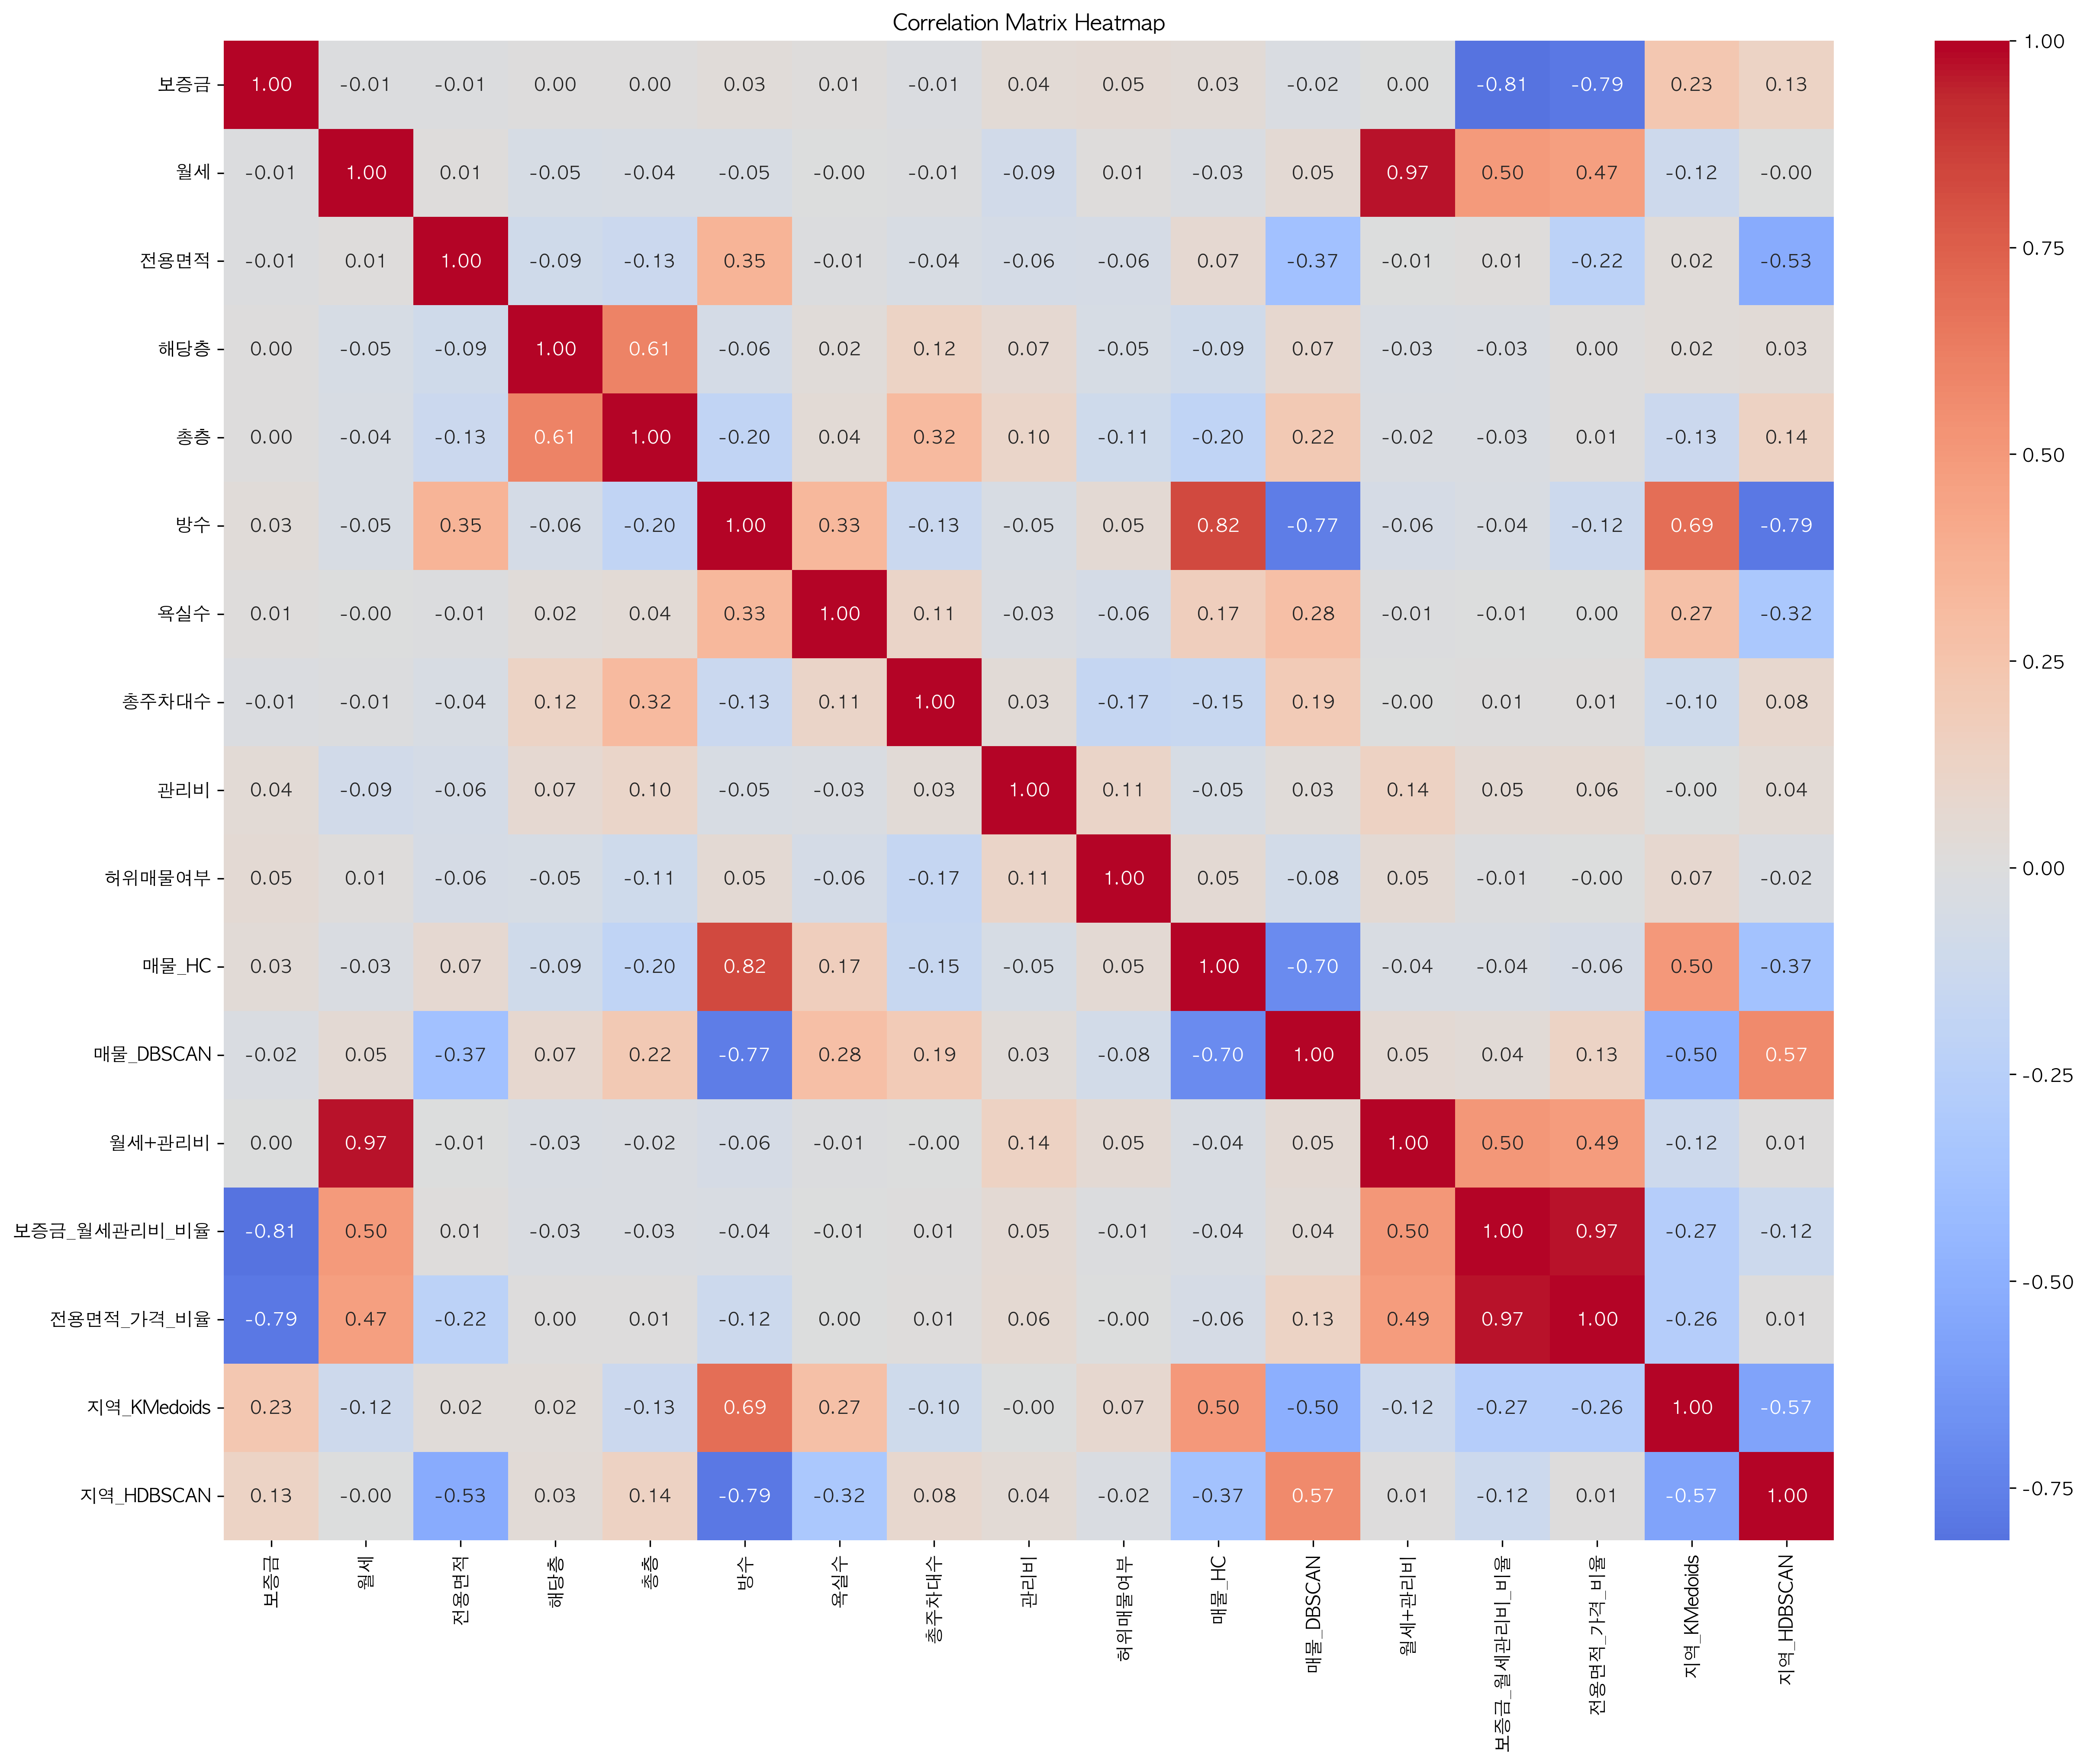 Correlation Matrix Heatmap
보증금 1.00 -0.01 -0.01 0.00 0.00 0.03 0.01 -0.01 0.04 0.05 0.03 -0.02 0.00 -0.81 -0.79 0.23 0.13
월세 -0.01 1.00 0.01 -0.05 -0.04 -0.05 -0.00 -0.01 -0.09 0.01 -0.03 0.05 0.97 0.50 0.47 -0.12 -0.00
전용면적 -0.01 0.01 1.00 -0.09 -0.13 0.35 -0.01 -0.04 -0.06 -0.06 0.07 -0.37 -0.01 0.01 -0.22 0.02 -0.53
해당층 0.00 -0.05 -0.09 1.00 0.61 -0.06 0.02 0.12 0.07 -0.05 -0.09 0.07 -0.03 -0.03 0.00 0.02 0.03
총층 0.00 -0.04 -0.13 0.61 1.00 -0.20 0.04 0.32 0.10 -0.11 -0.20 0.22 -0.02 -0.03 0.01 -0.13 0.14
방수 0.03 -0.05 0.35 -0.06 -0.20 1.00 0.33 -0.13 -0.05 0.05 0.82 -0.77 -0.06 -0.04 -0.12 0.69 -0.79
욕실수 0.01 -0.00 -0.01 0.02 0.04 0.33 1.00 0.11 -0.03 -0.06 0.17 0.28 -0.01 -0.01 0.00 0.27 -0.32
총주차대수 -0.01 -0.01 -0.04 0.12 0.32 -0.13 0.11 1.00 0.03 -0.17 -0.15 0.19 -0.00 0.01 0.01 -0.10 0.08
관리비 0.04 -0.09 -0.06 0.07 0.10 -0.05 -0.03 0.03 1.00 0.11 -0.05 0.03 0.14 0.05 0.06 -0.00 0.04
허위매물여부 0.05 0.01 -0.06 -0.05 -0.11 0.05 -0.06 -0.17 0.11 1.00 0.05 -0.08 0.05 -0.01 -0.00 0.07 -0.02
매물_HC 0.03 -0.03 0.07 -0.09 -0.20 0.82 0.17 -0.15 -0.05 0.05 1.00 -0.70 -0.04 -0.04 -0.06 0.50 -0.37
매물_DBSCAN -0.02 0.05 -0.37 0.07 0.22 -0.77 0.28 0.19 0.03 -0.08 -0.70 1.00 0.05 0.04 0.13 -0.50 0.57
월세+관리비 0.00 0.97 -0.01 -0.03 -0.02 -0.06 -0.01 -0.00 0.14 0.05 -0.04 0.05 1.00 0.50 0.49 -0.12 0.01
보증금_월세관리비_비율 -0.81 0.50 0.01 -0.03 -0.03 -0.04 -0.01 0.01 0.05 -0.01 -0.04 0.04 0.50 1.00 0.97 -0.27 -0.12
전용면적_가격_비율 -0.79 0.47 -0.22 0.00 0.01 -0.12 0.00 0.01 0.06 -0.00 -0.06 0.13 0.49 0.97 1.00 -0.26 0.01
지역_KMedoids 0.23 -0.12 0.02 0.02 -0.13 0.69 0.27 -0.10 -0.00 0.07 0.50 -0.50 -0.12 -0.27 -0.26 1.00 -0.57
지역_HDBSCAN 0.13 -0.00 -0.53 0.03 0.14 -0.79 -0.32 0.08 0.04 -0.02 -0.37 0.57 0.01 -0.12 0.01 -0.57 1.00
보증금
월세
전용면적
해당층
총층
방수
욕실수
총주차대수
관리비
허위매물여부
매물_HC
매물_DBSCAN
월세+관리비
보증금_월세관리비_비율
전용면적_가격_비율
지역_KMedoids
지역_HDBSCAN
1.00
0.75
0.50
0.25
0.00
-0.25
-0.50
-0.75